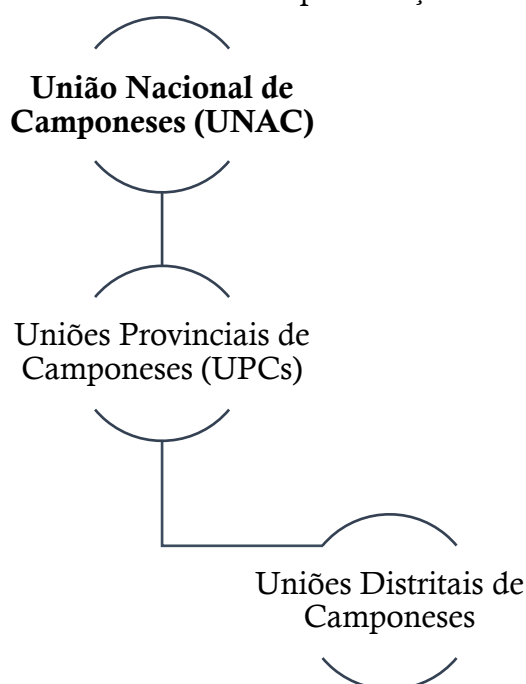 União Nacional de
Camponeses (UNAC)
Uniões Provinciais de
Camponeses (UPCs)
Uniões Distritais de
Camponeses